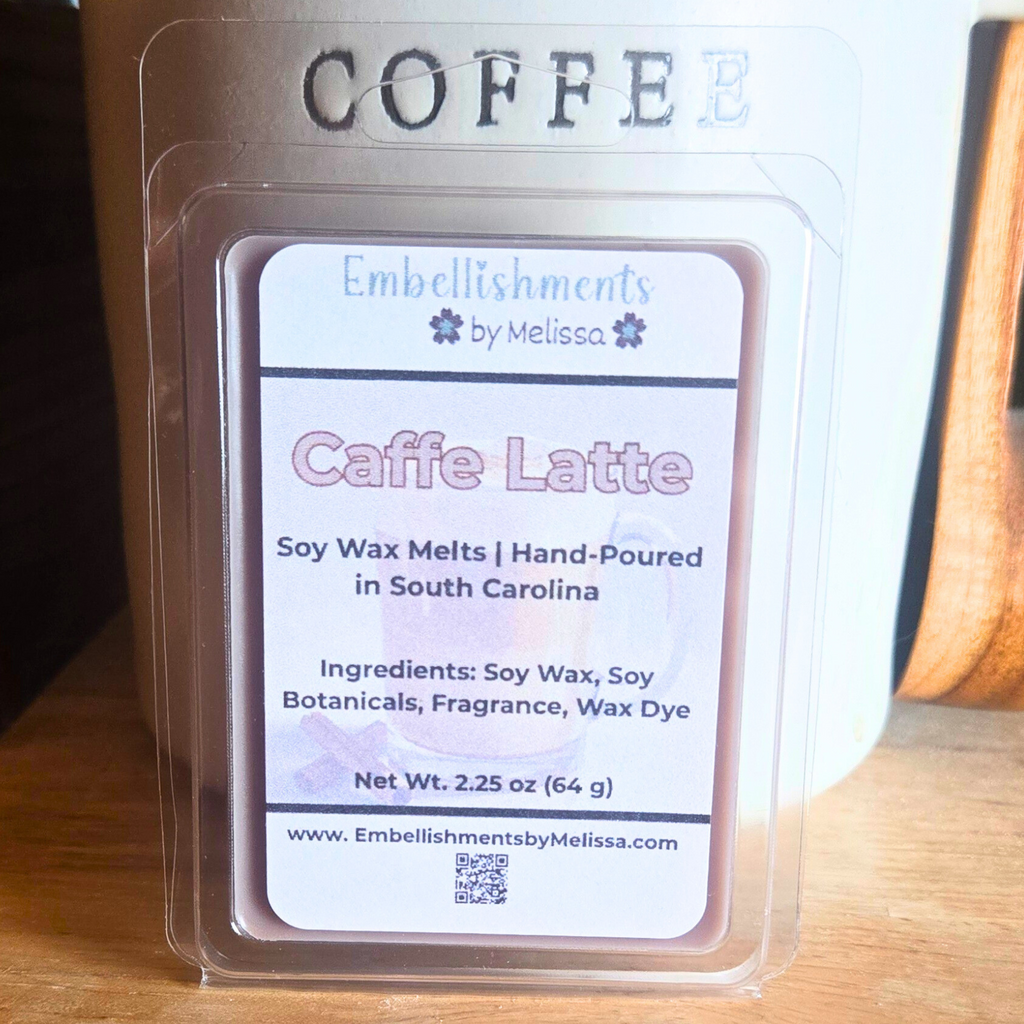 COFFEE
Embellishments
by Melissa
Caffe Latte
Soy Wax Melts | Hand-Poured
in South Carolina
Ingredients: Soy Wax, Soy
Botanicals, Fragrance, Wax Dye
Net Wt. 2.25 oz (64 g)
www. EmbellishmentsbyMelissa.com